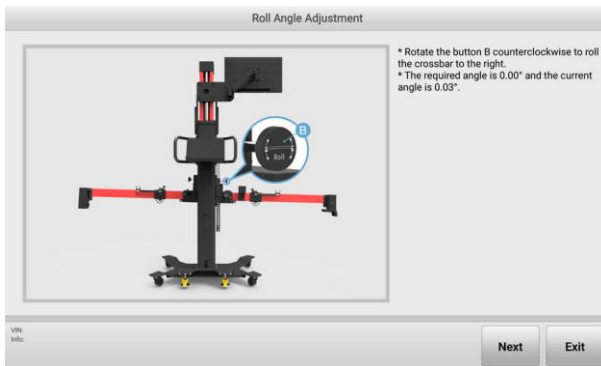 Roll Angle Adjustment
* Rotate the button B counterclockwise to roll
the crossbar to the right.
* The required angle is 0.00° and the current
angle is 0.03°.
B
Roll
VIN:
Info:
Next
Exit